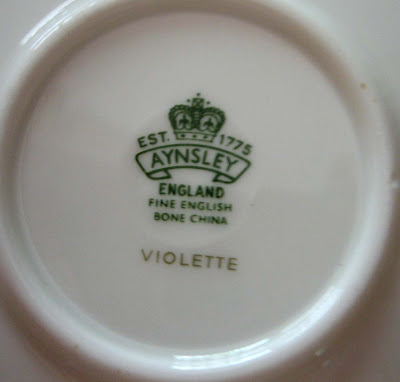 EST. 1775
AYNSLEY
ENGLAND
FINE ENGLISH
BONE CHINA
VIOLETTE